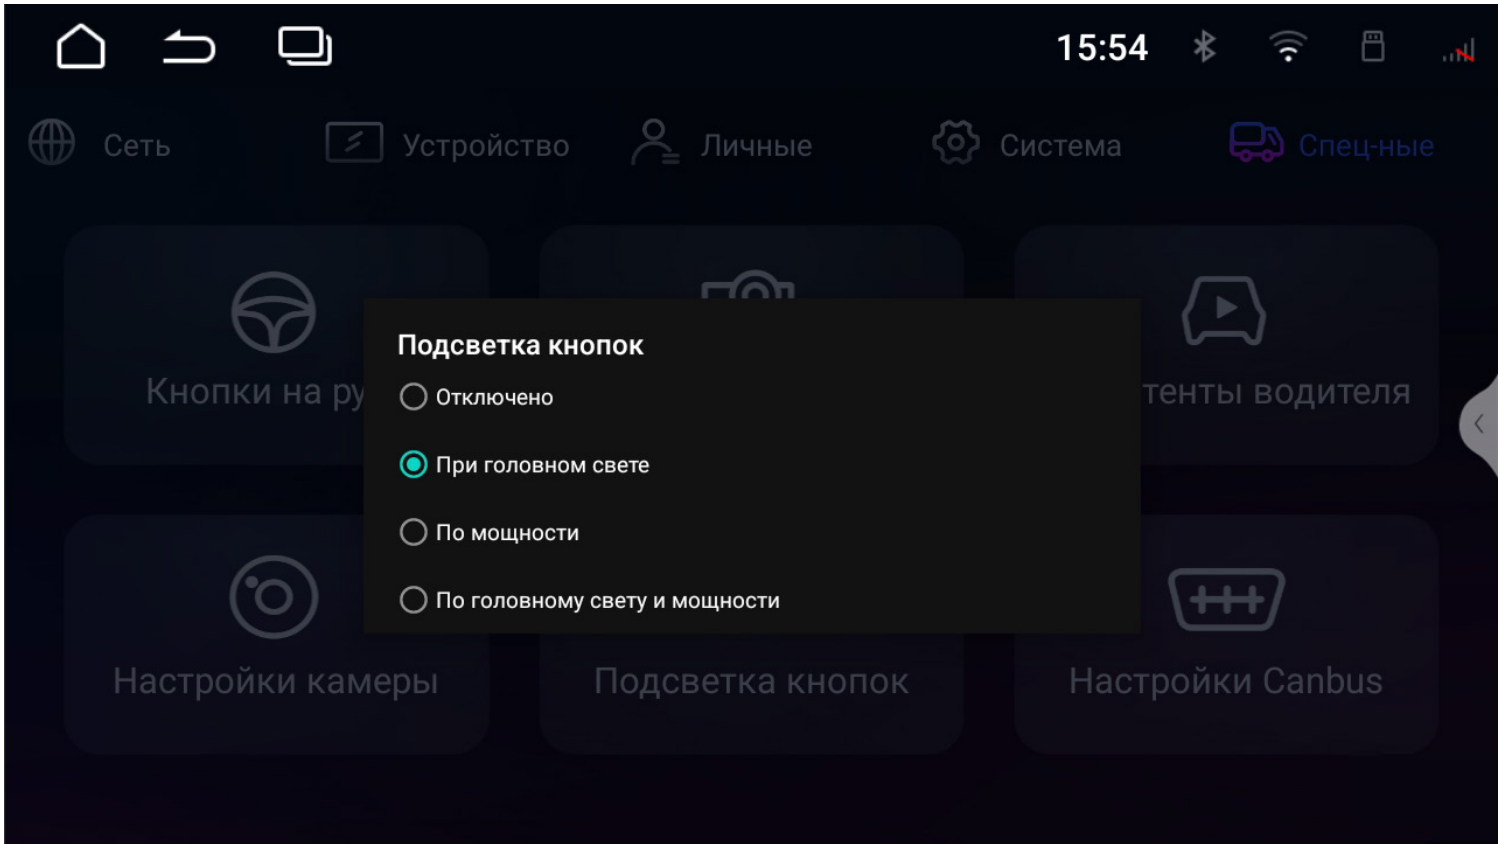 15:54
Сеть
Устройство
Личные
Система
Спец-ные
Подсветка кнопок
Отключено
При головном свете
По мощности
По головному свету и мощности
Кнопки на ру
тенты водителя
Настройки камеры
Подсветка кнопок
Настройки Canbus